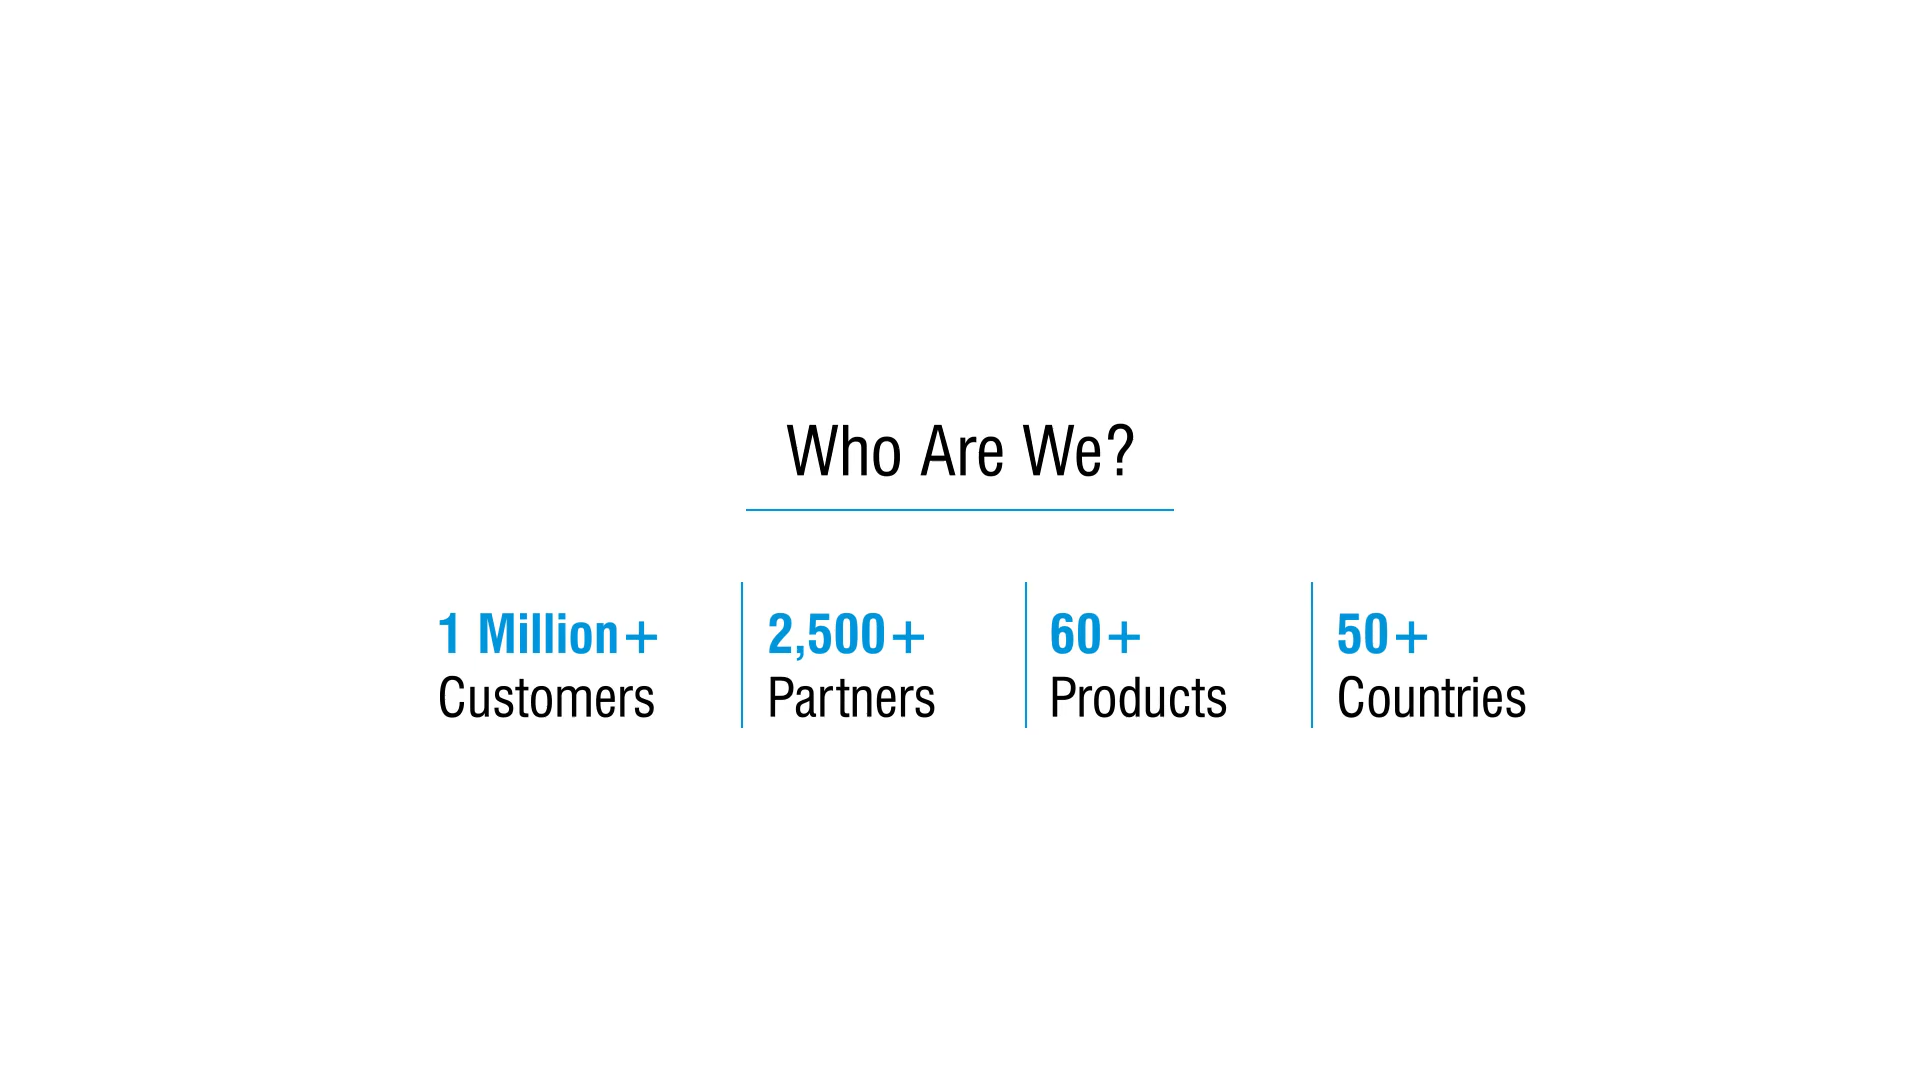 Who Are We?
1 Million+
Customers
2,500+
Partners
60+
Products
50+
Countries